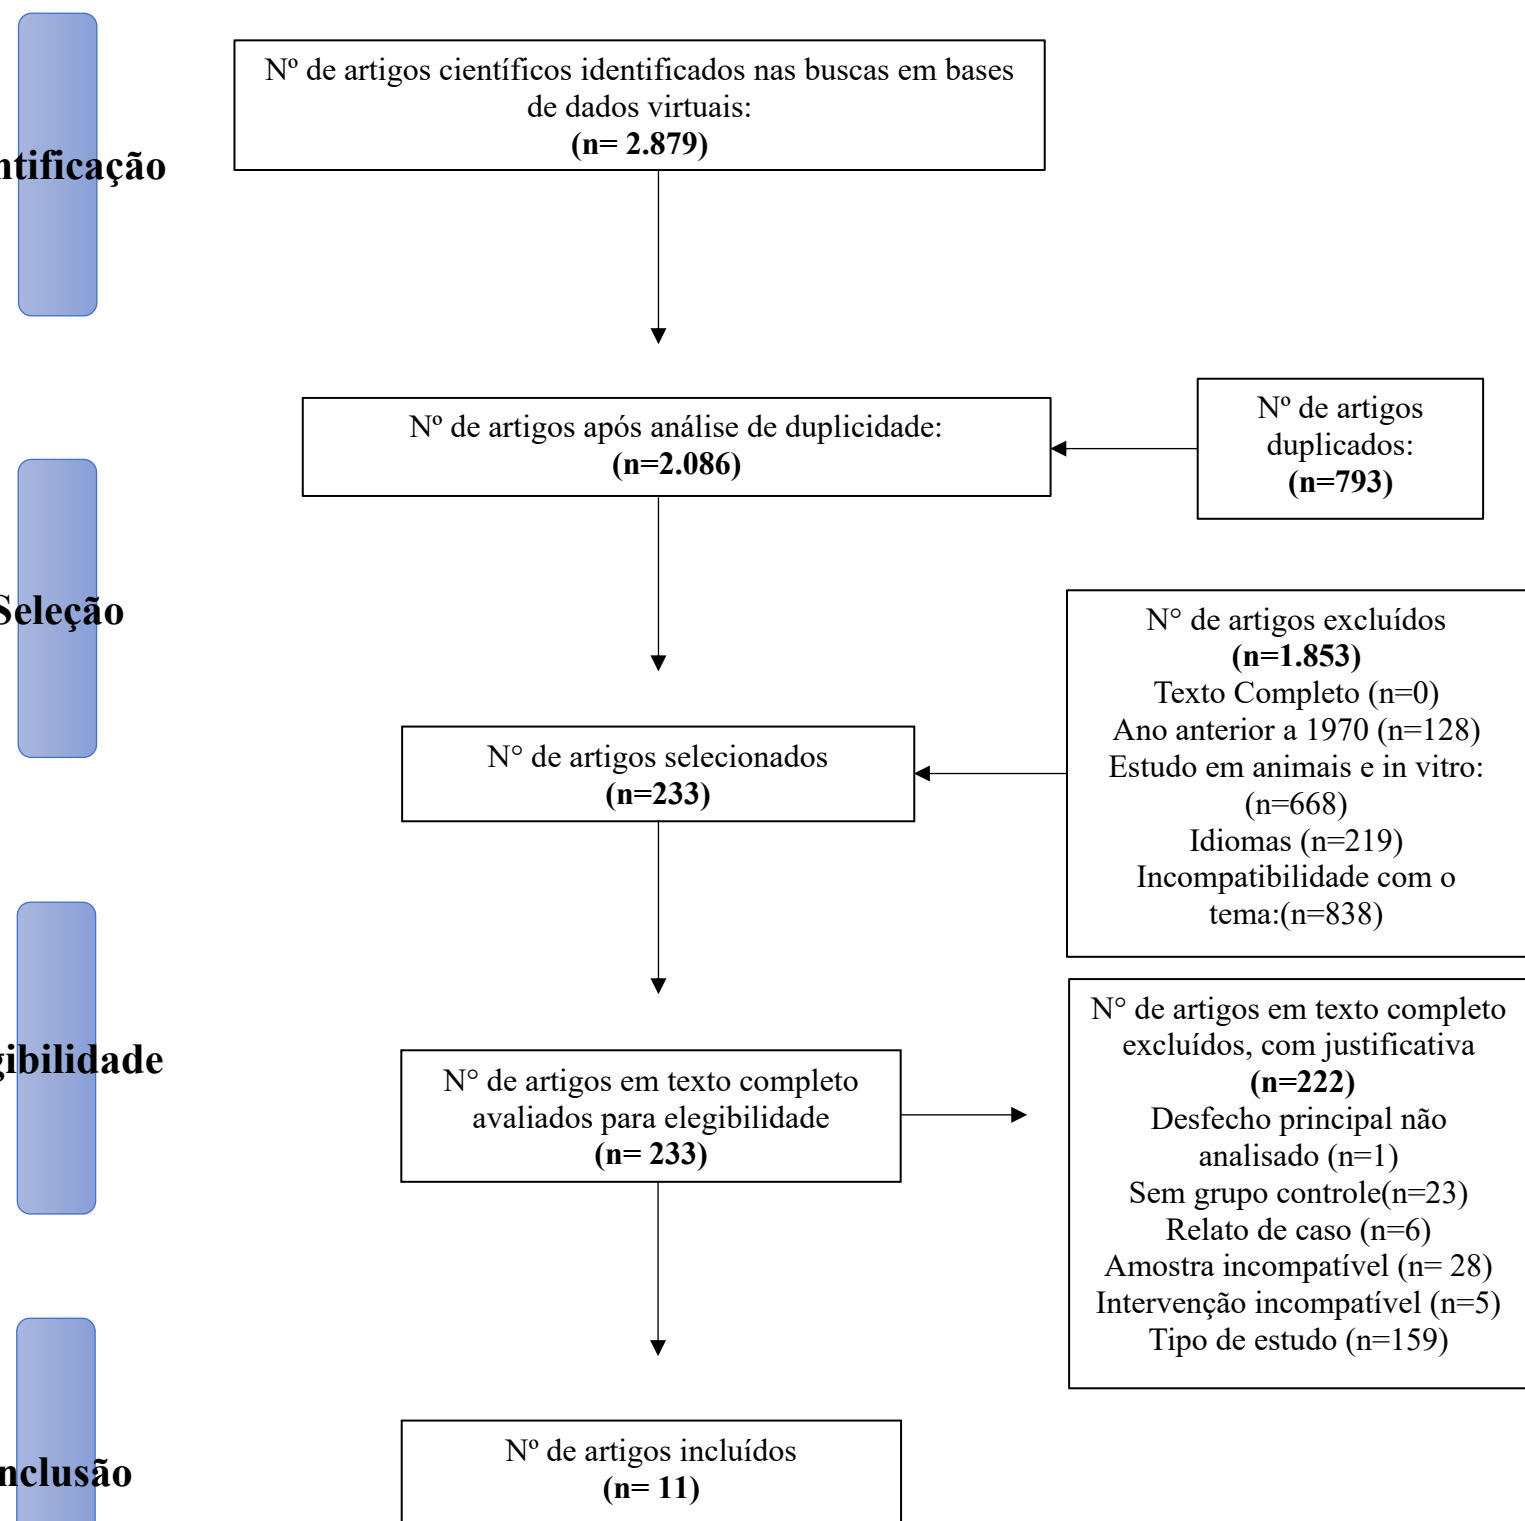 Nº de artigos científicos identificados nas buscas em bases
de dados virtuais:
(n= 2.879)
ntificação
Nº de artigos após análise de duplicidade:
(n=2.086)
Nº de artigos
duplicados:
(n=793)
Seleção
N° de artigos excluídos
(n=1.853)
Texto Completo (n=0)
Ano anterior a 1970 (n=128)
Estudo em animais e in vitro:
(n=668)
Idiomas (n=219)
Incompatibilidade com o
tema:(n=838)
N° de artigos selecionados
(n=233)
gibilidade
N° de artigos em texto completo
avaliados para elegibilidade
(n= 233)
N° de artigos em texto completo
excluídos, com justificativa
(n=222)
Desfecho principal não
analisado (n=1)
Sem grupo controle(n=23)
Relato de caso (n=6)
Amostra incompatível (n= 28)
Intervenção incompatível (n=5)
Tipo de estudo (n=159)
nclusão
Nº de artigos incluídos
(n= 11)